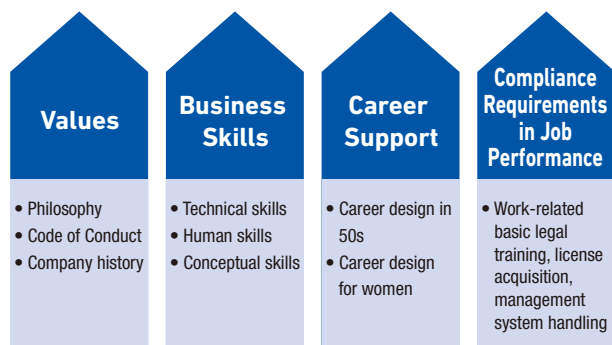 Values
• Philosophy
• Code of Conduct
• Company history
Business
Skills
• Technical skills
• Human skills
• Conceptual skills
Career
Support
• Career design in
50s
• Career design
for women
Compliance
Requirements
in Job
Performance
• Work-related
basic legal
training, license
acquisition,
management
system handling